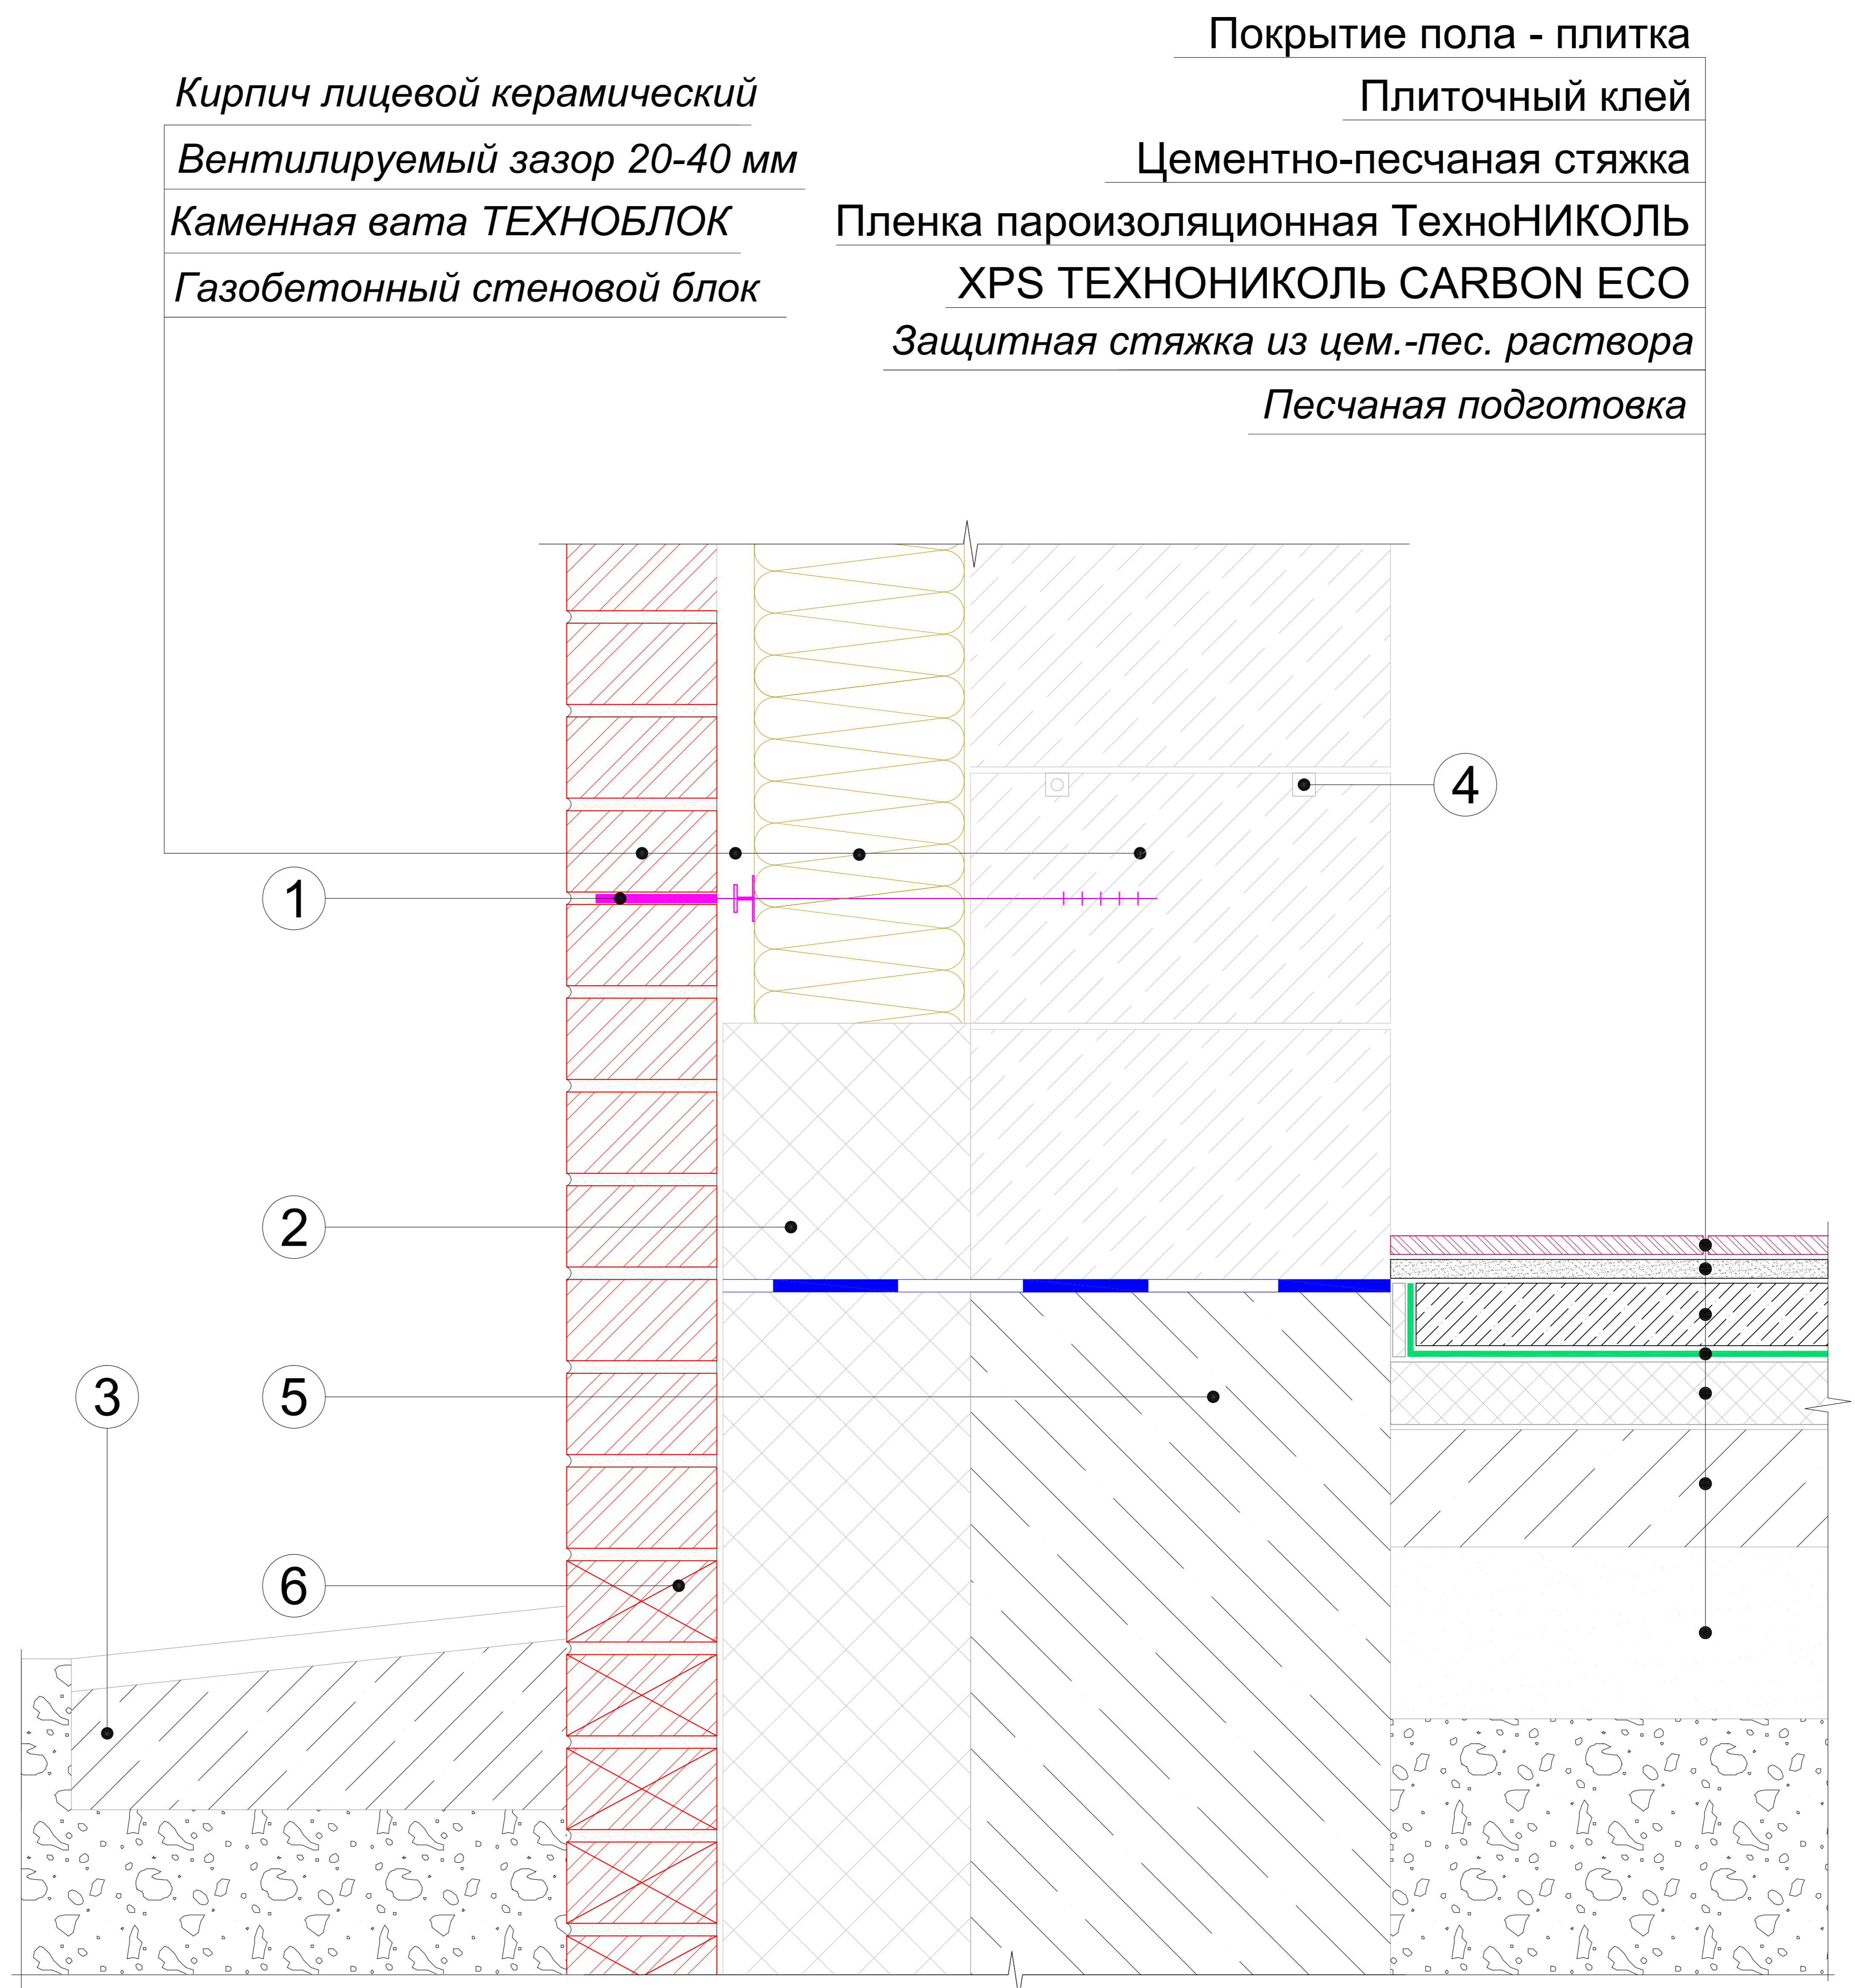 Кирпич лицевой керамический
Вентилируемый зазор 20-40 мм
Каменная вата ТЕХНОБЛОК
Газобетонный стеновой блок
Покрытие пола - плитка
Плиточный клей
Цементно-песчаная стяжка
Пленка пароизоляционная ТехноНИКОЛЬ
XPS ТЕХНОНИКОЛЬ CARBON ECO
Защитная стяжка из цем.-пес. раствора
Песчаная подготовка
4
1
2
3
5
6